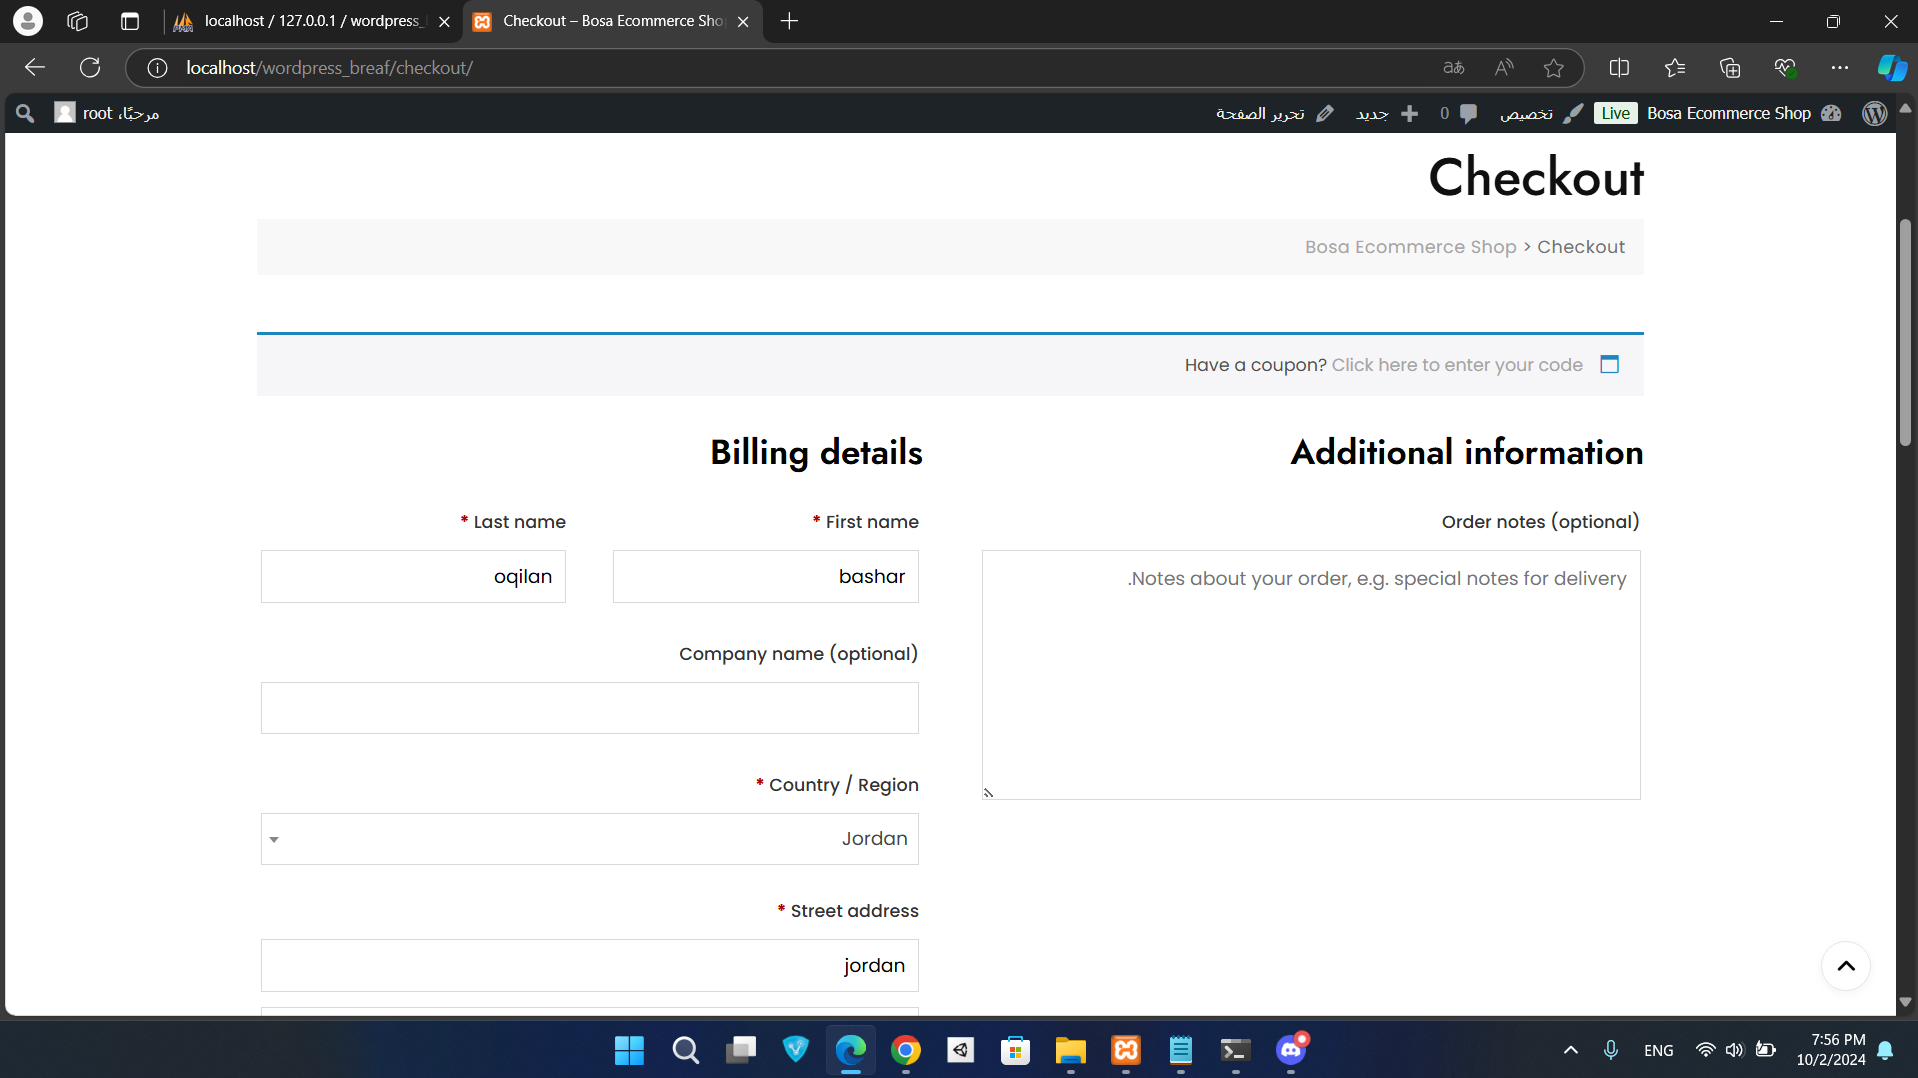 localhost / 127.0.0.1 / wordpress_
Checkout – Bosa Ecommerce Sho
localhost/wordpress_breaf/checkout/
مرحبًا، root
تحرير الصفحة
جديد
0
تخصيص
Live
Bosa Ecommerce Shop
Checkout
Bosa Ecommerce Shop > Checkout
Have a coupon? Click here to enter your code
Billing details
Additional information
* Last name
* First name
Order notes (optional)
oqilan
bashar
.Notes about your order, e.g. special notes for delivery
Company name (optional)
* Country / Region
Jordan
* Street address
jordan
ENG
7:56 PM
10/2/2024